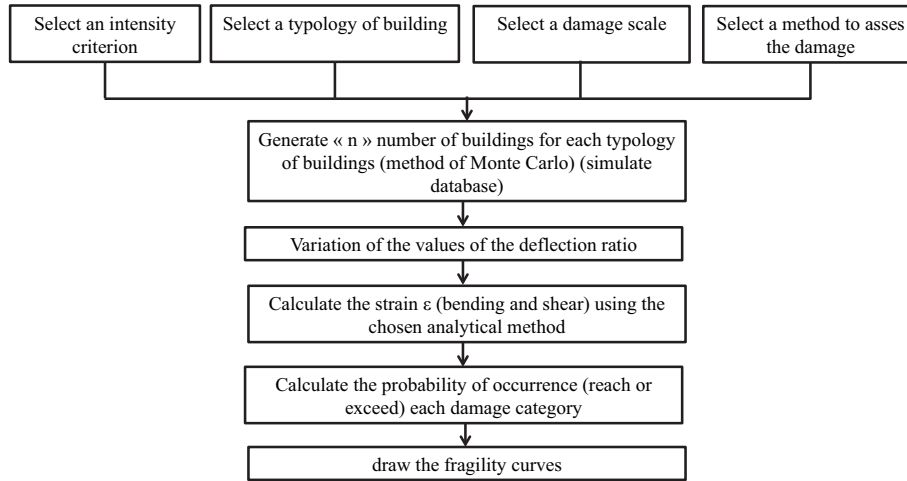 Select an intensity
criterion
Select a typology of building
Select a damage scale
Select a method to asses
the damage
Generate « n » number of buildings for each typology
of buildings (method of Monte Carlo) (simulate
database)
Variation of the values of the deflection ratio
Calculate the strain ε (bending and shear) using the
chosen analytical method
Calculate the probability of occurrence (reach or
exceed) each damage category
draw the fragility curves